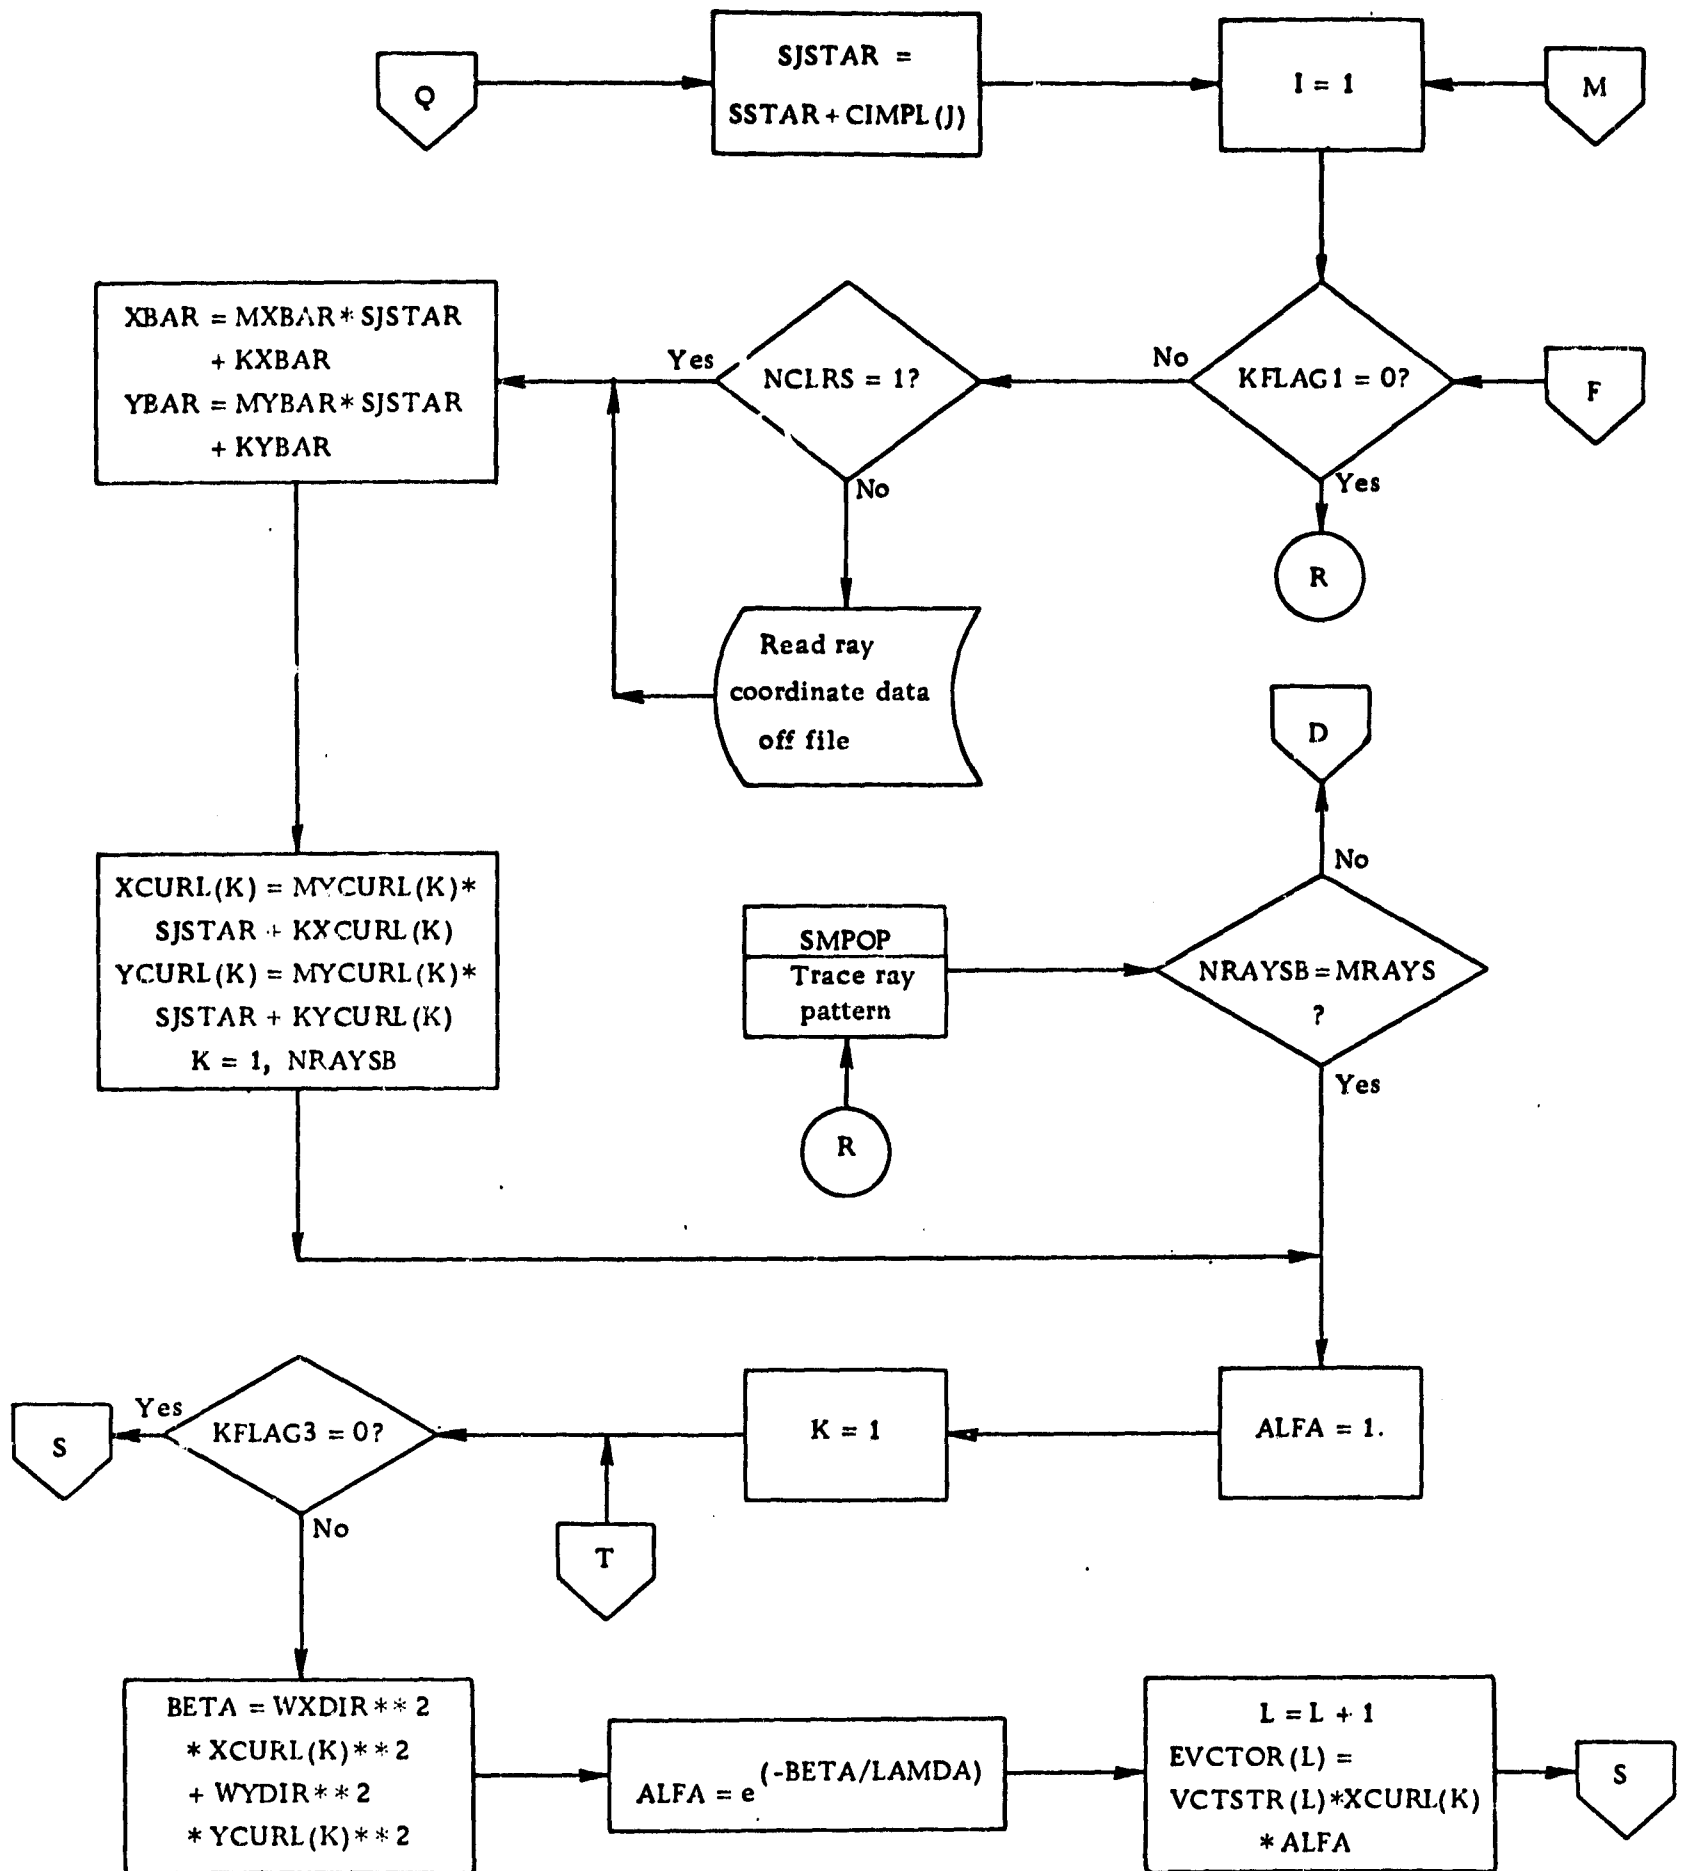 Q
SJSTAR =
SSTAR + CIMPL(J)
I = 1
M
XBAR = MXBAR * SJSTAR
+ KXBAR
YBAR = MYBAR * SJSTAR
+ KYBAR
Yes
NCLRS = 1?
No
No
KFLAG1 = 0?
Yes
F
R
Read ray
coordinate data
off file
D
No
XCURL(K) = MYCURL(K)*
SJSTAR + KXCURL(K)
YCURL(K) = MYCURL(K)*
SJSTAR + KYCURL(K)
K = 1, NRAYSB
SMPOP
Trace ray
pattern
NRAYSB = MRAYS
?
Yes
R
S
Yes
KFLAG3 = 0?
No
K = 1
ALFA = 1.
T
BETA = WXDIR ** 2
* XCURL(K)**2
+ WYDIR**2
* YCURL(K)**2
ALFA = e (-BETA/LAMDA)
L = L + 1
EVCTOR(L) =
VCTSTR(L)*XCURL(K)
* ALFA
S